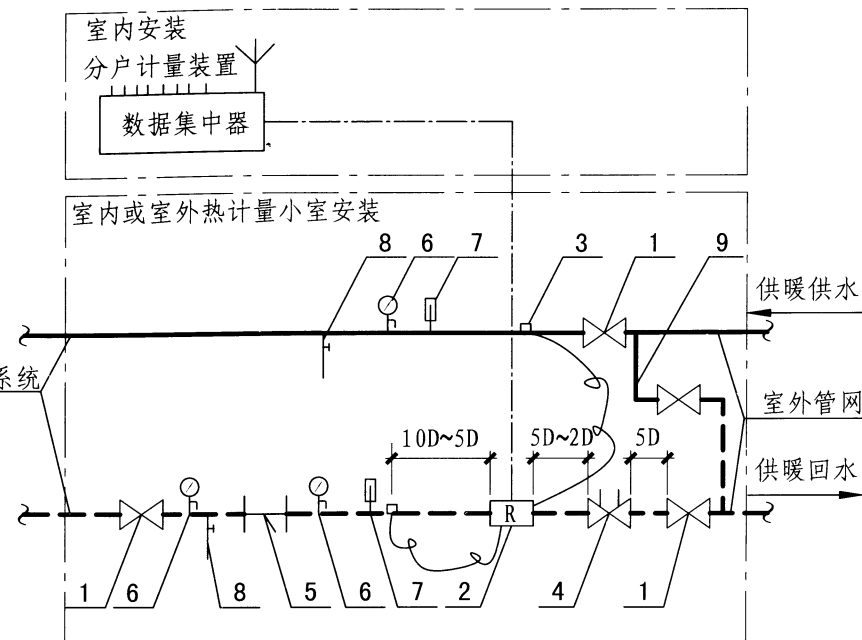 室内安装
分户计量装置
数据集中器
室内或室外热计量小室安装
8 6 7 3 1 9
供暖供水
系统
室外管网
10D~5D 5D~2D 5D
供暖回水
R
1 6 8 5 6 7 2 4 1